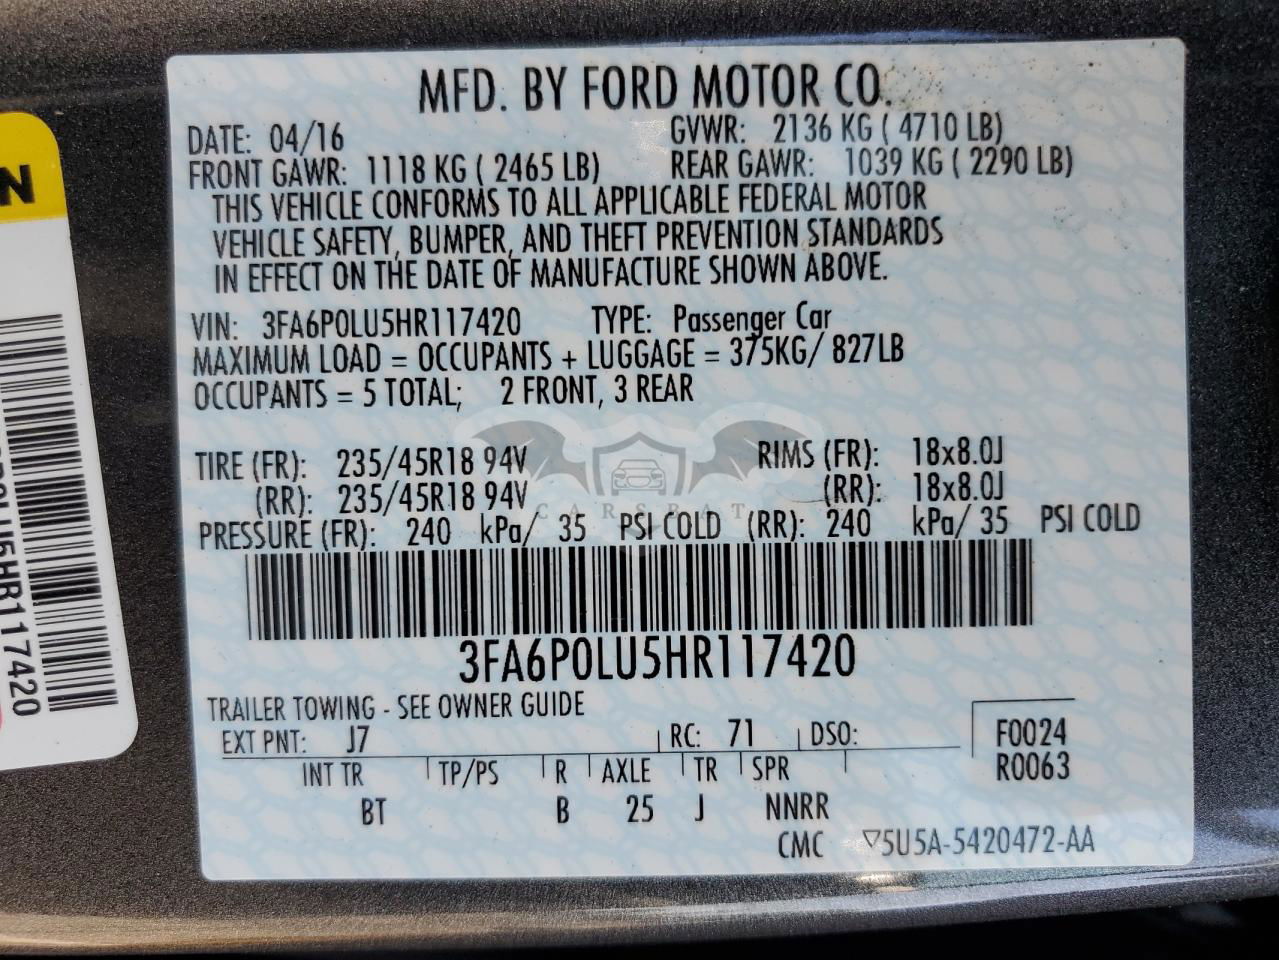 MFD. BY FORD MOTOR CO.
DATE: 04/16 GVWR: 2136 KG ( 4710 LB)
FRONT GAWR: 1118 KG ( 2465 LB) REAR GAWR: 1039 KG ( 2290 LB)
THIS VEHICLE CONFORMS TO ALL APPLICABLE FEDERAL MOTOR
VEHICLE SAFETY, BUMPER, AND THEFT PREVENTION STANDARDS
IN EFFECT ON THE DATE OF MANUFACTURE SHOWN ABOVE.
VIN: 3FA6P0LU5HR117420 TYPE: Passenger Car
MAXIMUM LOAD = OCCUPANTS + LUGGAGE = 375KG/ 827LB
OCCUPANTS = 5 TOTAL; 2 FRONT, 3 REAR
TIRE (FR): 235/45R18 94V RIMS (FR): 18x8.0J
(RR): 235/45R18 94V (RR): 18x8.0J
CARSBAT
PRESSURE (FR): 240 kPa/ 35 PSI COLD (RR): 240 kPa/ 35 PSI COLD
3FA6P0LU5HR117420
TRAILER TOWING - SEE OWNER GUIDE
EXT PNT: J7 RC: 71 DSO: F0024
INT TR TP/PS R AXLE TR SPR R0063
BT B 25 J NNRR
CMC ▽5U5A-5420472-AA
N
U5HR117420